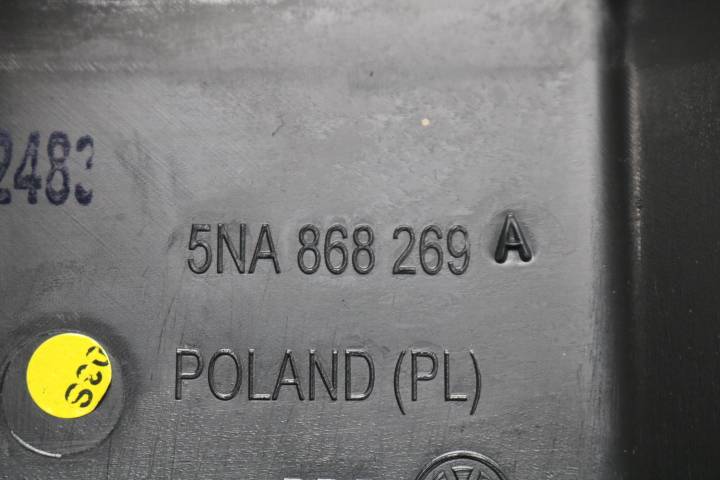 2483
5NA 868 269 A
POLAND (PL)